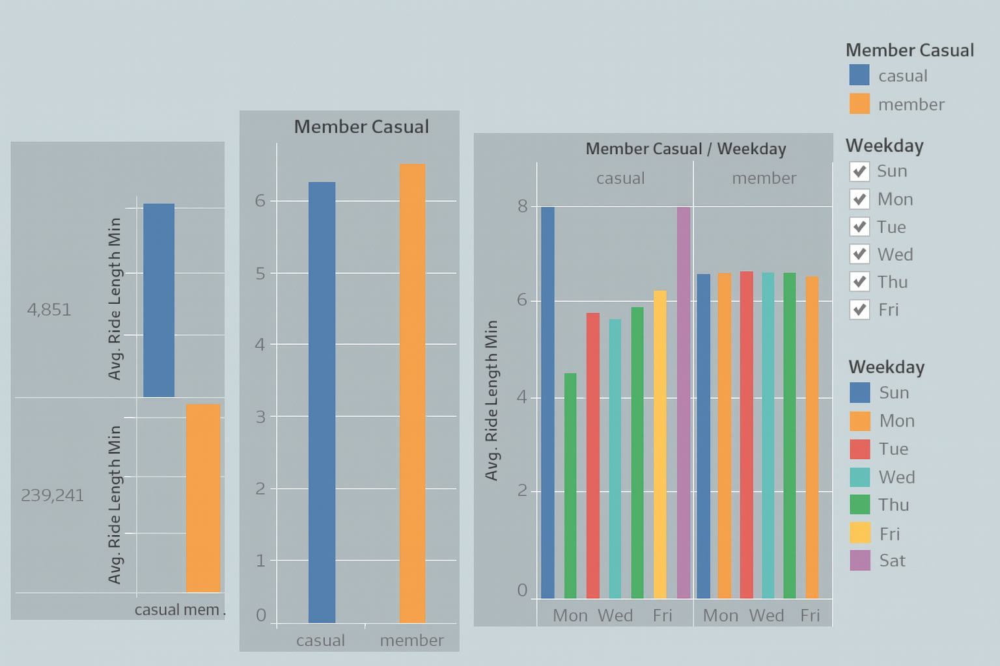 4,851
Avg. Ride Length Min
239,241
Avg. Ride Length Min
casual mem .
Member Casual
6
5
4
3
2
1
0
casual member
Member Casual / Weekday
casual member
Avg. Ride Length Min
8
6
4
2
0
Mon Wed Fri Mon Wed Fri
Member Casual
casual
member
Weekday
Sun
Mon
Tue
Wed
Thu
Fri
Weekday
Sun
Mon
Tue
Wed
Thu
Fri
Sat